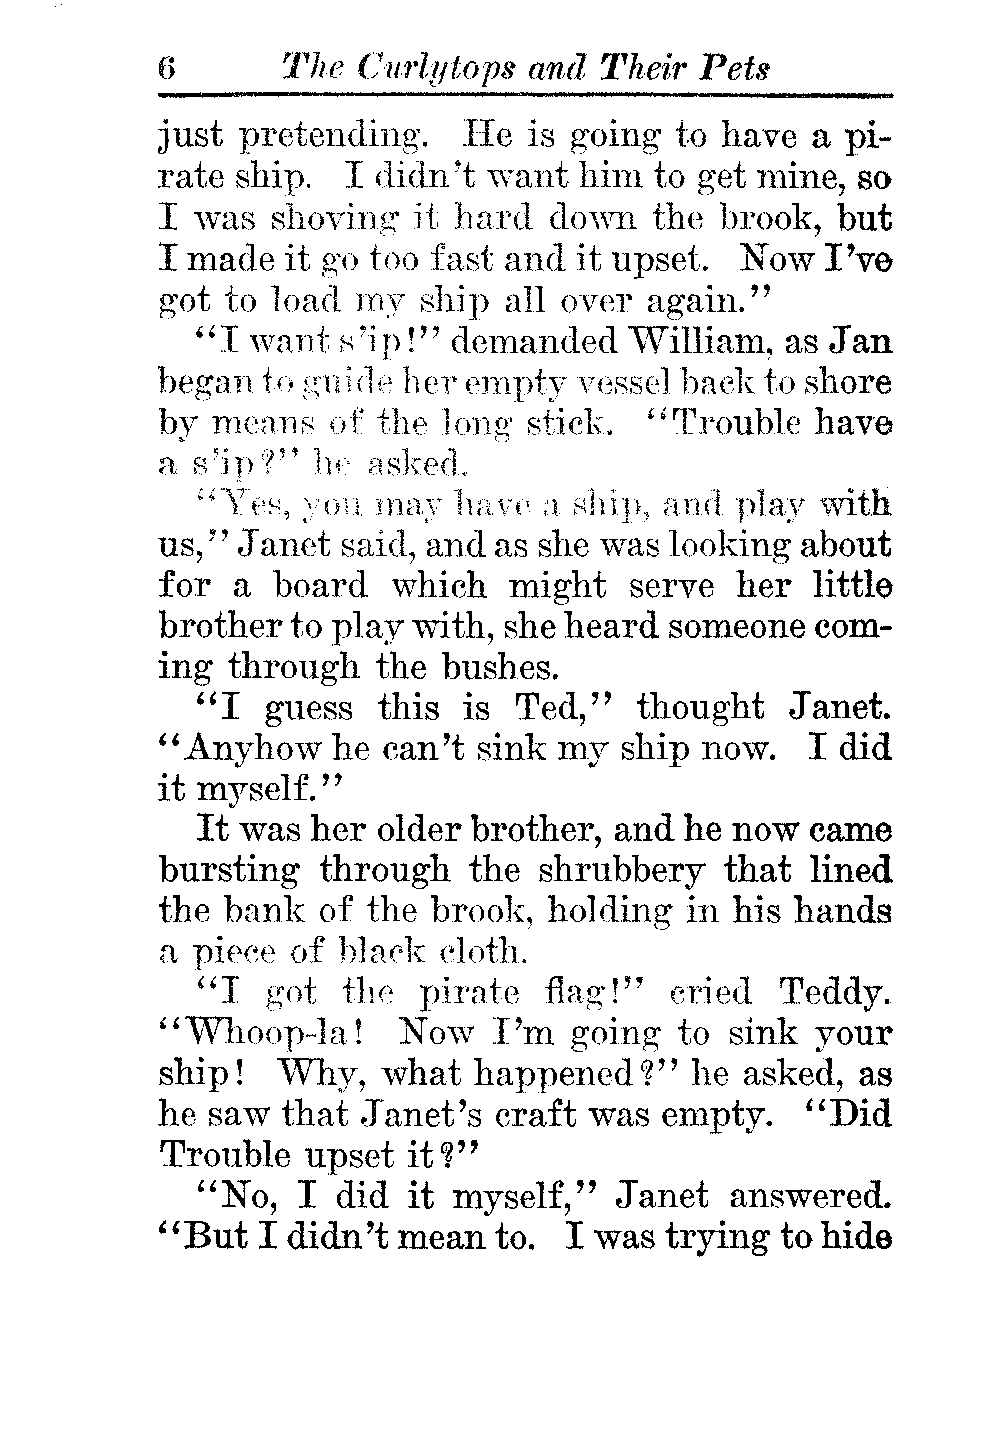 6 The Curlytops and Their Pets
just pretending. He is going to have a pi-
rate ship. I didn't want him to get mine, so
I was shoving it hard down the brook, but
I made it go too fast and it upset. Now I've
got to load my ship all over again."
"I want s'ip!" demanded William, as Jan
began to guide her empty vessel back to shore
by means of the long stick. "Trouble have
a s'ip?" he asked.
"Yes, you may have a ship, and play with
us," Janet said, and as she was looking about
for a board which might serve her little
brother to play with, she heard someone com-
ing through the bushes.
"I guess this is Ted," thought Janet.
"Anyhow he can't sink my ship now. I did
it myself."
It was her older brother, and he now came
bursting through the shrubbery that lined
the bank of the brook, holding in his hands
a piece of black cloth.
"I got the pirate flag!" cried Teddy.
"Whoop-la! Now I'm going to sink your
ship! Why, what happened?" he asked, as
he saw that Janet's craft was empty. "Did
Trouble upset it?"
"No, I did it myself," Janet answered.
"But I didn't mean to. I was trying to hide